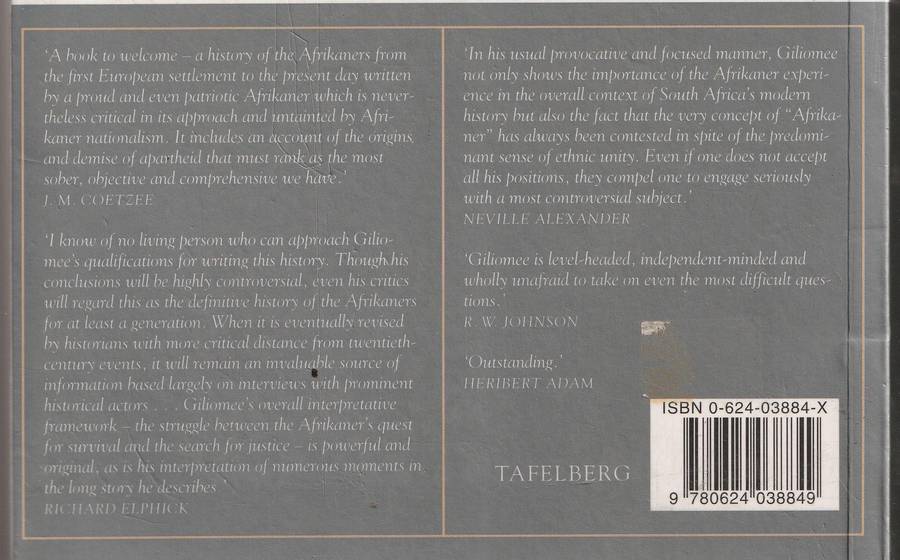 ‘A book to welcome – a history of the Afrikaners from
the first European settlement to the present day written
by a proud and even patriotic Afrikaner which is never-
theless critical in its approach and untainted by Afri-
kaner nationalism. It includes an account of the origins
and demise of apartheid that must rank as the most
sober, objective and comprehensive we have.’
J. M. COETZEE
‘I know of no living person who can approach Gilio-
mee’s qualifications for writing this history. Though his
conclusions will be highly controversial, even his critics
will regard this as the definitive history of the Afrikaners
for at least a generation. When it is eventually revised
by historians with more critical distance from twentieth-
century events, it will remain an invaluable source of
information based largely on interviews with prominent
historical actors . . . Giliomee’s overall interpretative
framework – the struggle between the Afrikaner’s quest
for survival and the search for justice – is powerful and
original, as is his interpretation of numerous moments in
the long story he describes’
RICHARD ELPHICK
‘In his usual provocative and focused manner, Giliomee
not only shows the importance of the Afrikaner experi-
ence in the overall context of South Africa’s modern
history but also the fact that the very concept of “Afrika-
ner” has always been contested in spite of the predomi-
nant sense of ethnic unity. Even if one does not accept
all his positions, they compel one to engage seriously
with a most controversial subject.’
NEVILLE ALEXANDER
‘Giliomee is level-headed, independent-minded and
wholly unafraid to take on even the most difficult ques-
tions.’
R. W. JOHNSON
‘Outstanding.’
HERIBERT ADAM
TAFELBERG
ISBN 0-624-03884-X
9 780624 038849